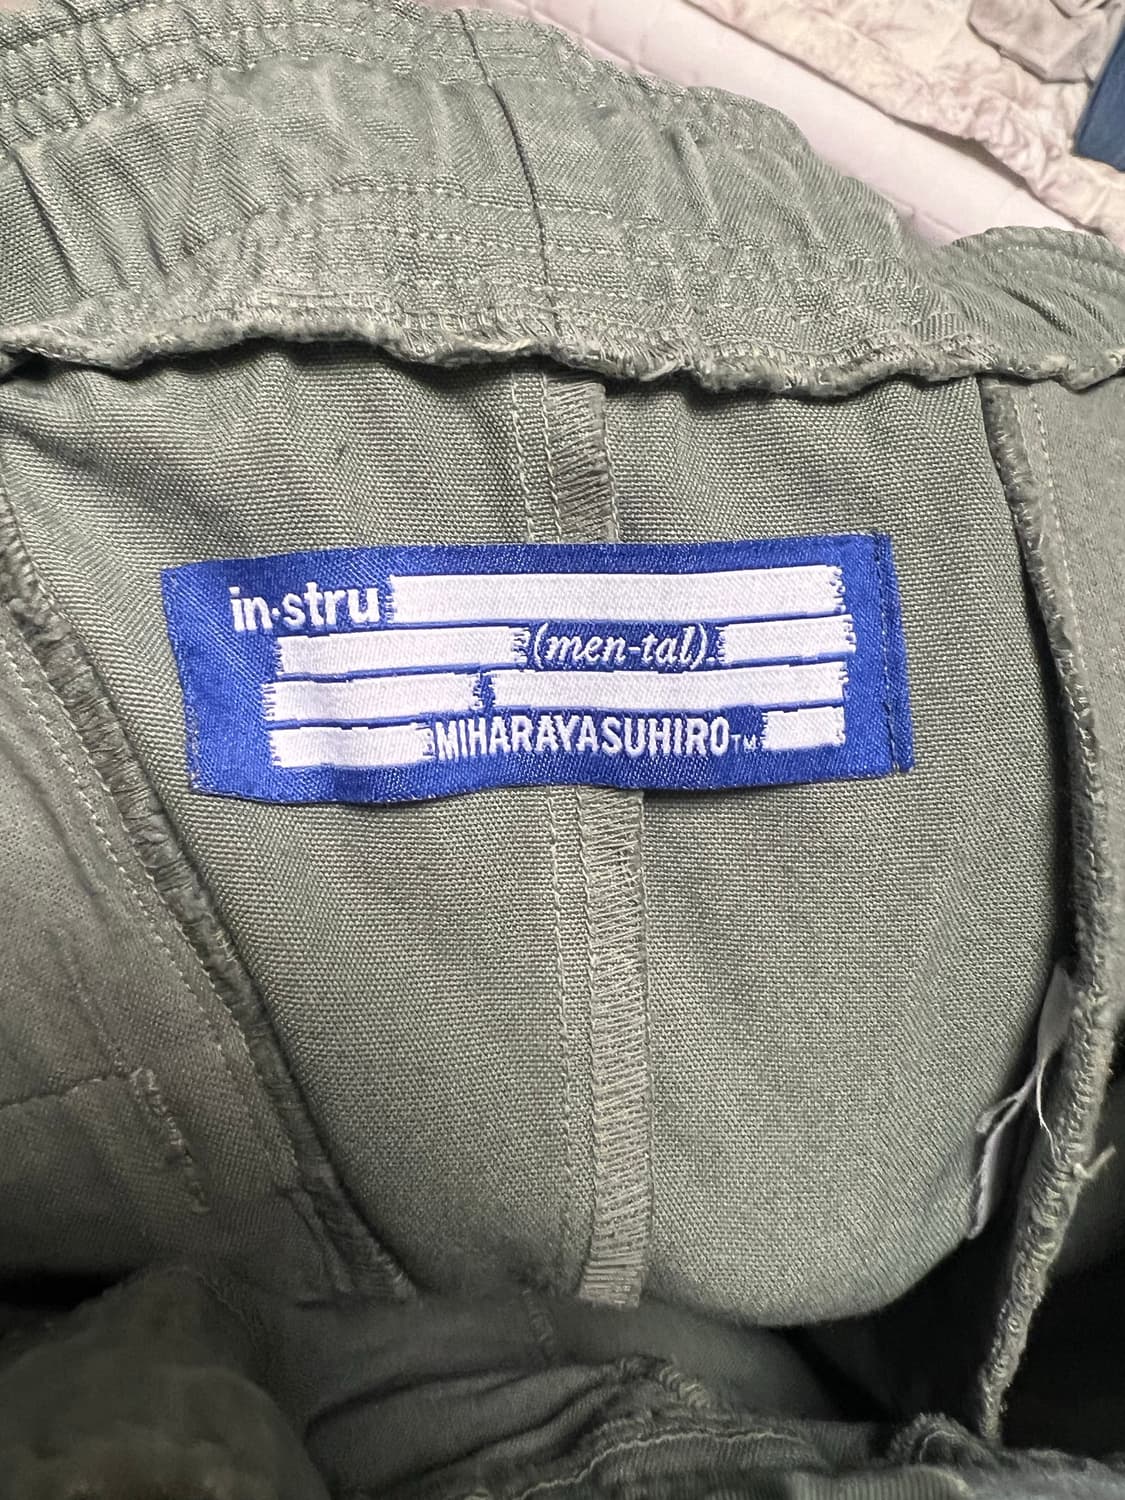 in·stru
(men-tal).
MIHARAYASUHIRO™